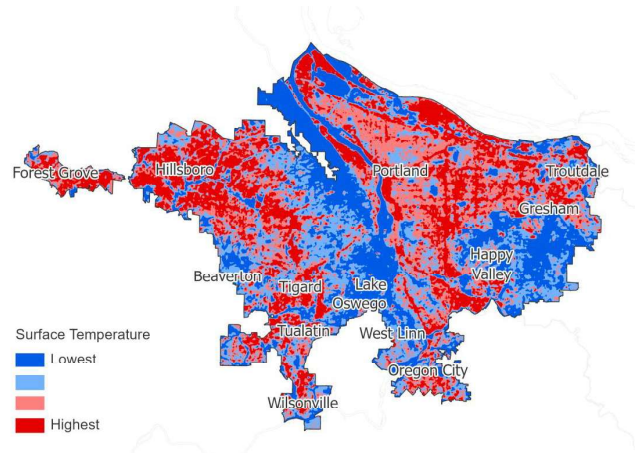 Forest Grove
Hillsboro
Portland
Troutdale
Gresham
Happy
Valley
Beaverton
Tigard
Lake
Oswego
Tualatin
West Linn
Oregon City
Wilsonville
Surface Temperature
Lowest
Highest